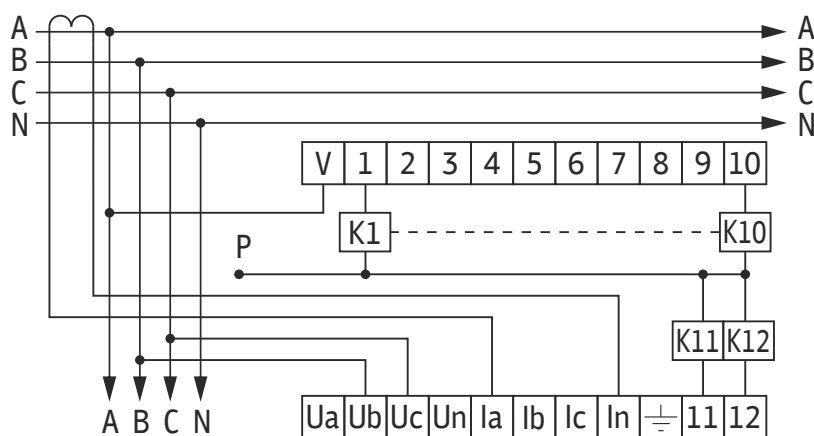 A A
B B
C C
N N
V 1 2 3 4 5 6 7 8 9 10
K1 K10
P
K11 K12
A B C N Ua Ub Uc Un Ia Ib Ic In 11 12